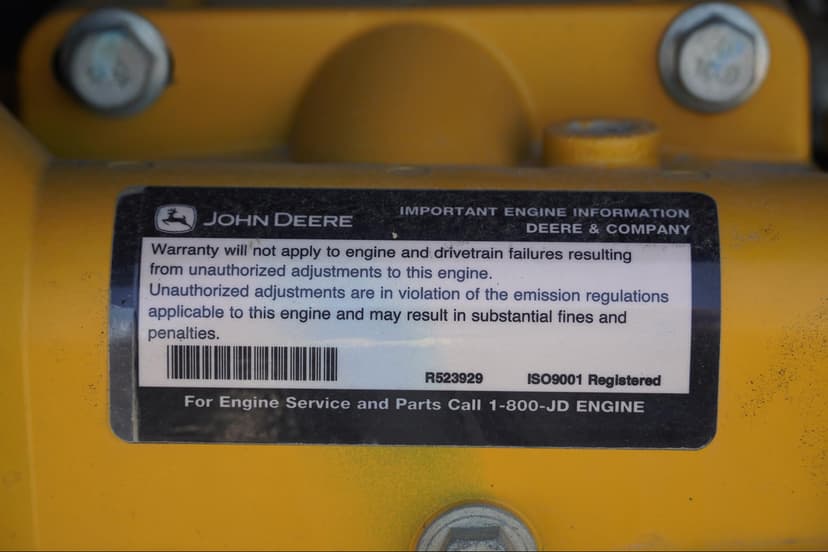 JOHN DEERE
IMPORTANT ENGINE INFORMATION
DEERE & COMPANY
Warranty will not apply to engine and drivetrain failures resulting
from unauthorized adjustments to this engine.
Unauthorized adjustments are in violation of the emission regulations
applicable to this engine and may result in substantial fines and
penalties.
R523929 ISO9001 Registered
For Engine Service and Parts Call 1-800-JD ENGINE
10.9